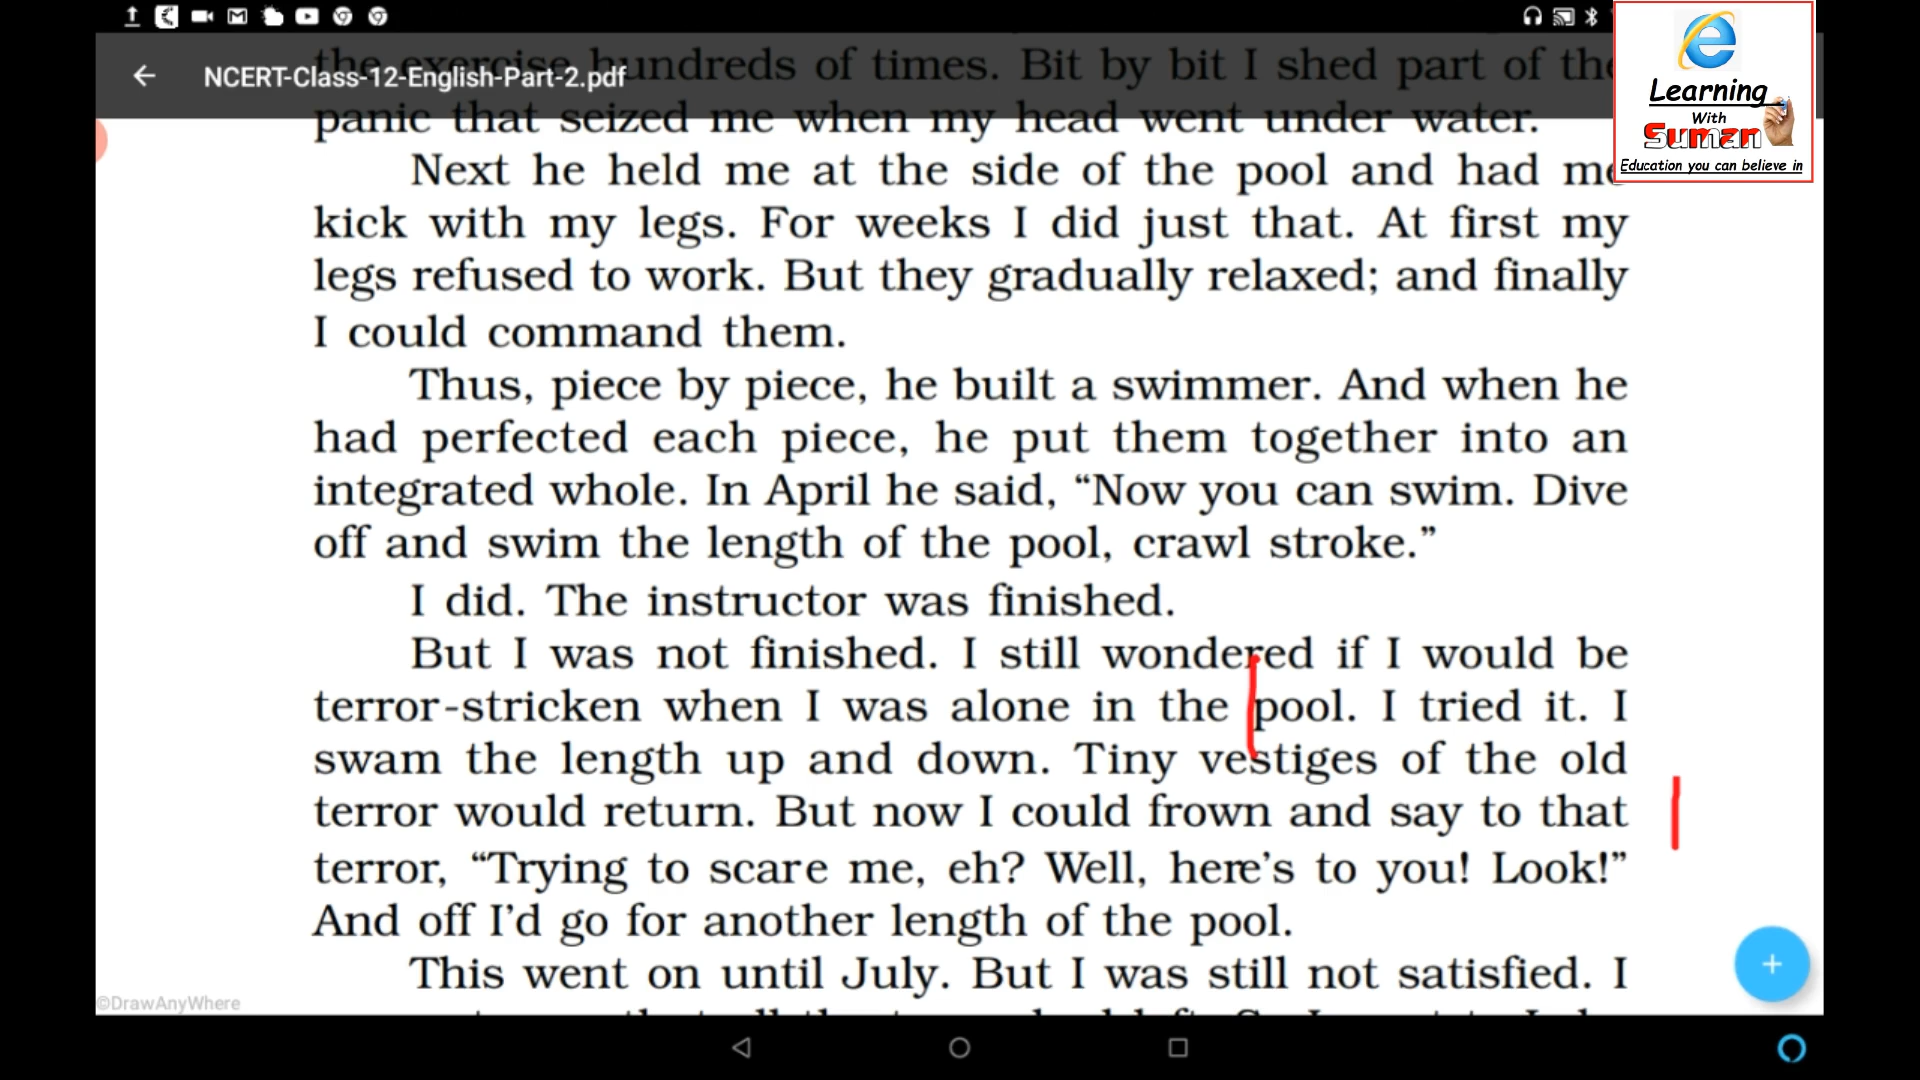 NCERT-Class-12-English-Part-2.pdf
the exercise hundreds of times. Bit by bit I shed part of the
panic that seized me when my head went under water.
Learning
With
Suman
Education you can believe in
Next he held me at the side of the pool and had me
kick with my legs. For weeks I did just that. At first my
legs refused to work. But they gradually relaxed; and finally
I could command them.
Thus, piece by piece, he built a swimmer. And when he
had perfected each piece, he put them together into an
integrated whole. In April he said, “Now you can swim. Dive
off and swim the length of the pool, crawl stroke.”
I did. The instructor was finished.
But I was not finished. I still wondered if I would be
terror-stricken when I was alone in the pool. I tried it. I
swam the length up and down. Tiny vestiges of the old
terror would return. But now I could frown and say to that
terror, “Trying to scare me, eh? Well, here’s to you! Look!”
And off I’d go for another length of the pool.
This went on until July. But I was still not satisfied. I
©DrawAnyWhere